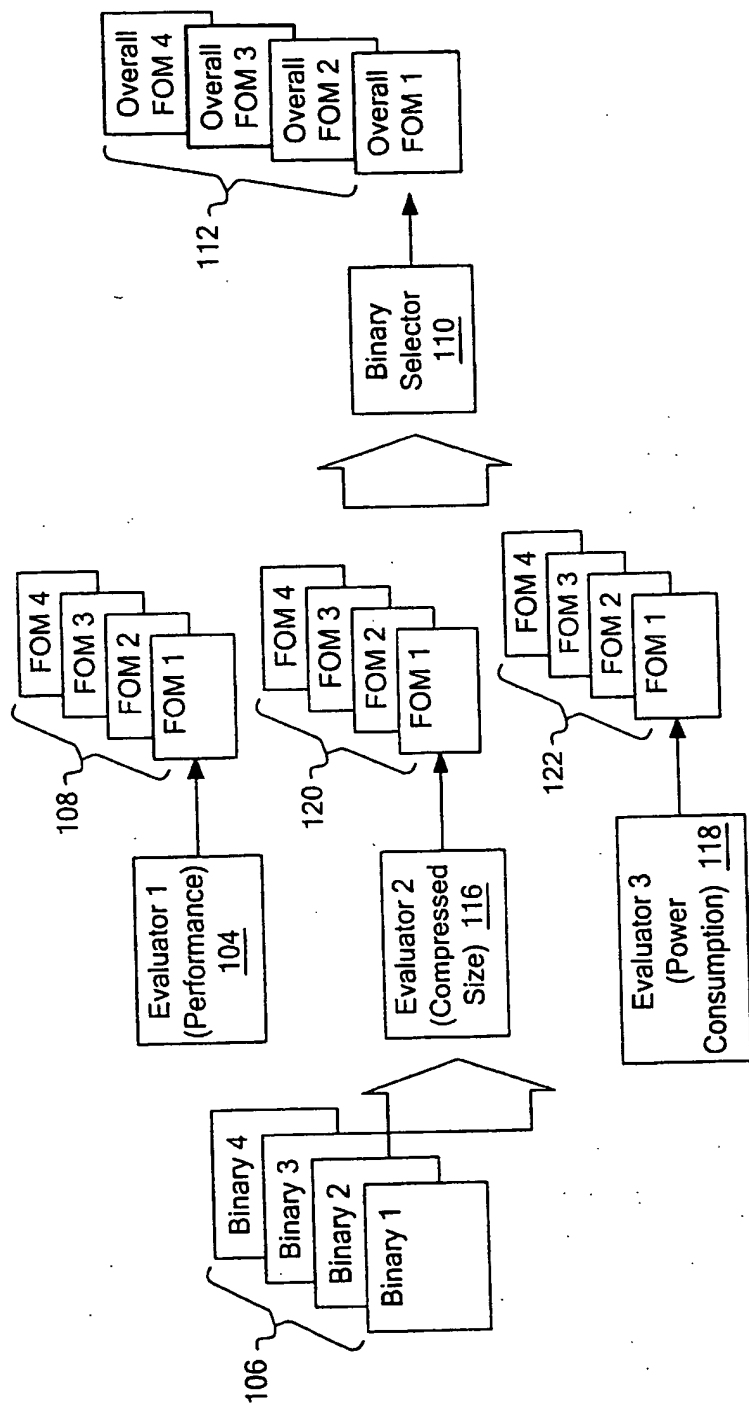 106
Binary 4
Binary 3
Binary 2
Binary 1
Evaluator 1
(Performance)
104
108
FOM 4
FOM 3
FOM 2
FOM 1
Evaluator 2
(Compressed
Size) 116
120
FOM 4
FOM 3
FOM 2
FOM 1
Evaluator 3
(Power
Consumption) 118
122
FOM 4
FOM 3
FOM 2
FOM 1
Binary
Selector
110
112
Overall
FOM 4
Overall
FOM 3
Overall
FOM 2
Overall
FOM 1